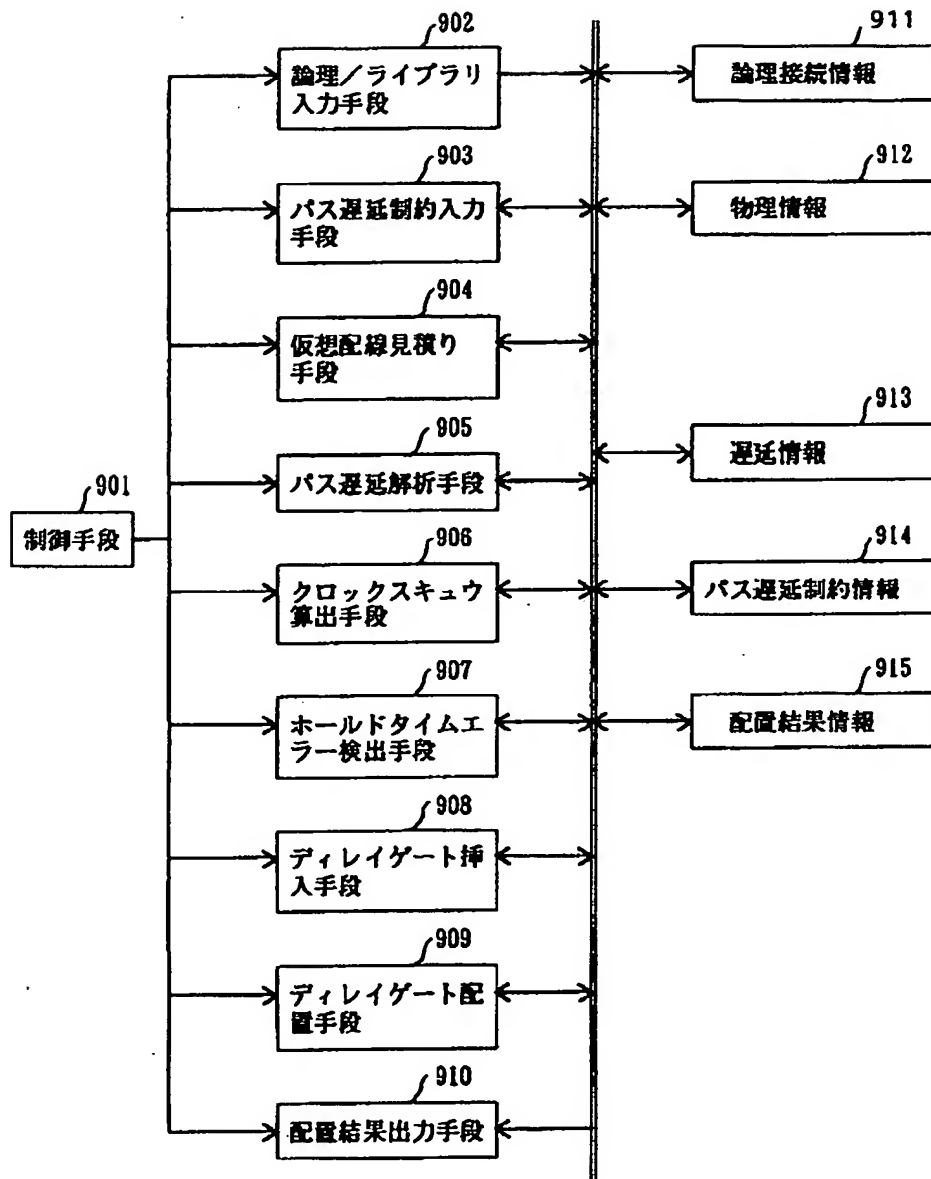 902
論理／ライブラリ
入力手段
903
パス遅延制約入力
手段
904
仮想配線見積り
手段
905
パス遅延解析手段
901
制御手段
906
クロックスキュウ
算出手段
907
ホールドタイムエ
ラー検出手段
908
ディレイゲート挿
入手段
909
ディレイゲート配
置手段
910
配置結果出力手段
911
論理接続情報
912
物理情報
913
遅延情報
914
パス遅延制約情報
915
配置結果情報